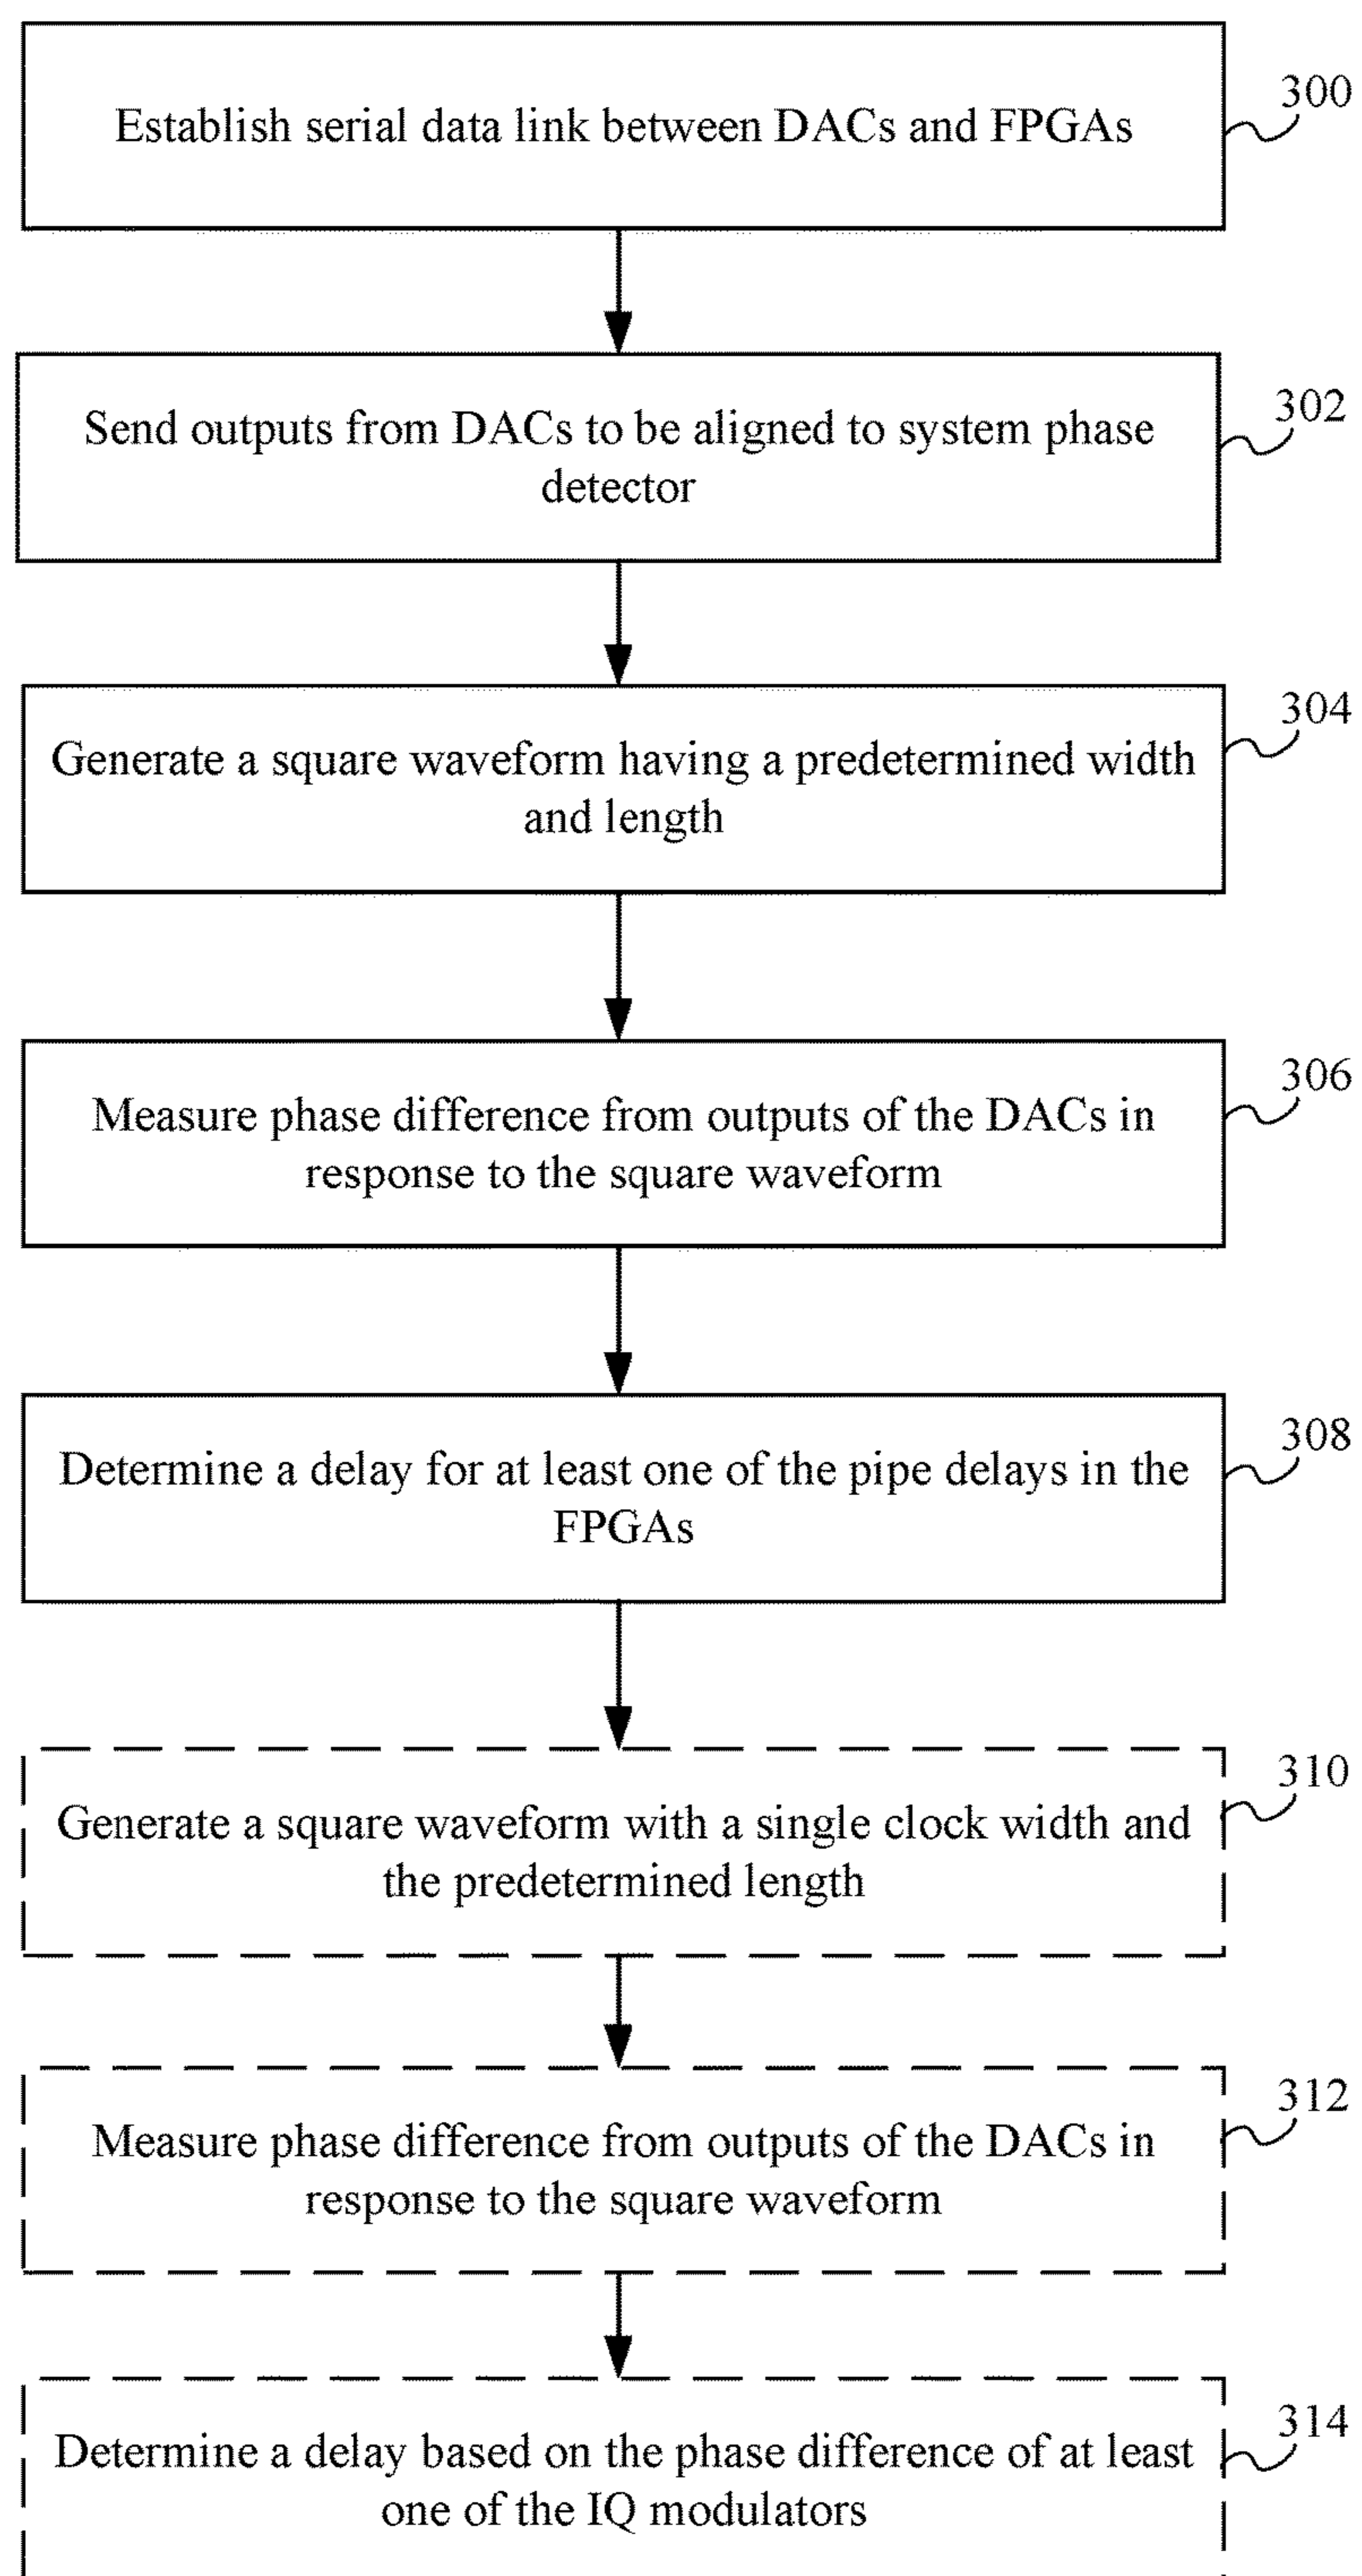 Establish serial data link between DACs and FPGAs
300
Send outputs from DACs to be aligned to system phase
detector
302
Generate a square waveform having a predetermined width
and length
304
Measure phase difference from outputs of the DACs in
response to the square waveform
306
Determine a delay for at least one of the pipe delays in the
FPGAs
308
Generate a square waveform with a single clock width and
the predetermined length
310
Measure phase difference from outputs of the DACs in
response to the square waveform
312
Determine a delay based on the phase difference of at least
one of the IQ modulators
314